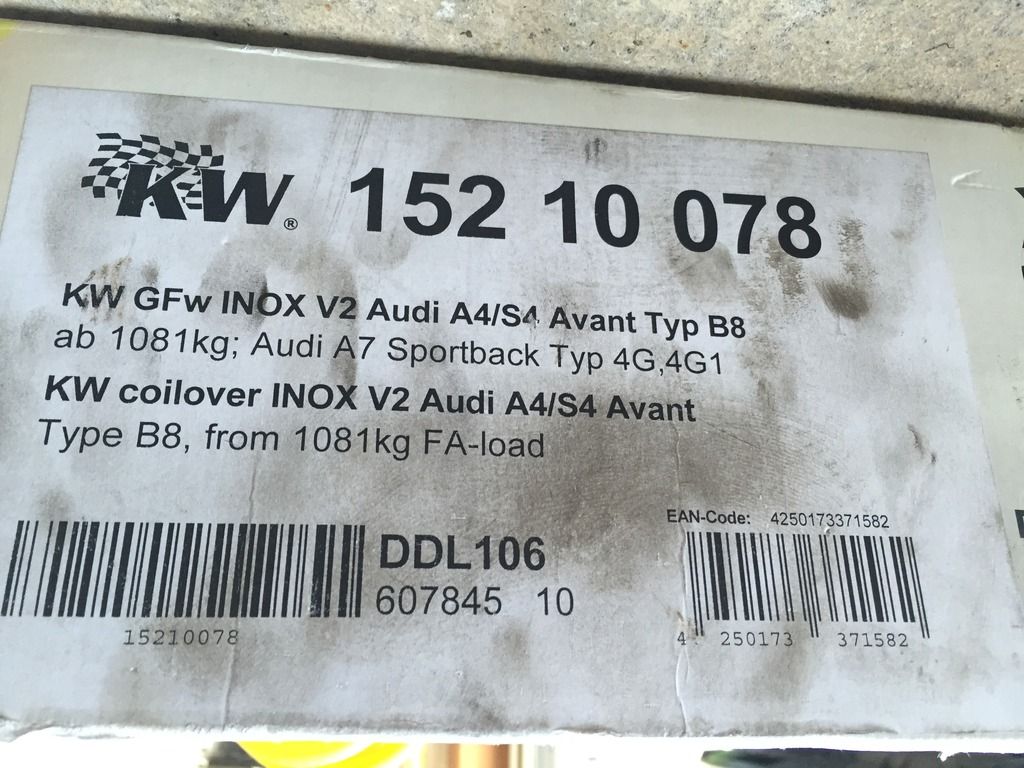 KW® 152 10 078
KW GFw INOX V2 Audi A4/S4 Avant Typ B8
ab 1081kg; Audi A7 Sportback Typ 4G,4G1
KW coilover INOX V2 Audi A4/S4 Avant
Type B8, from 1081kg FA-load
EAN-Code: 4250173371582
DDL106
607845 10
15210078
4 250173 371582